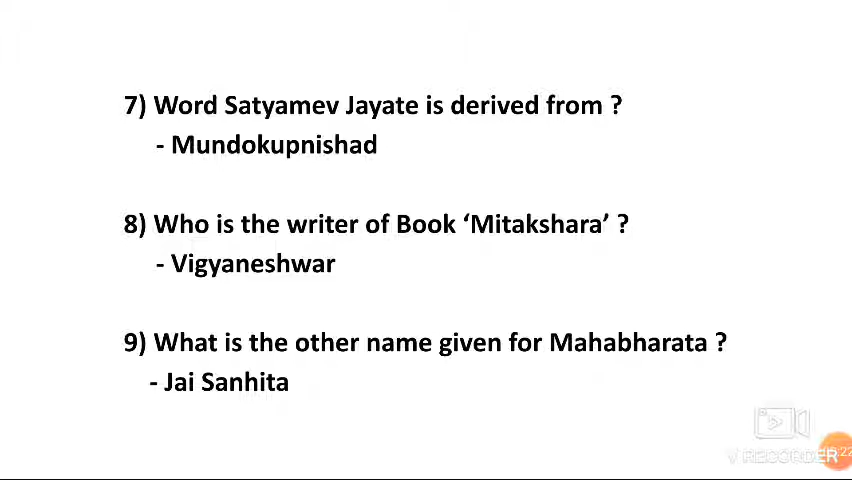 7) Word Satyamev Jayate is derived from ?
- Mundokupnishad
8) Who is the writer of Book ‘Mitakshara’ ?
- Vigyaneshwar
9) What is the other name given for Mahabharata ?
- Jai Sanhita
V RECORDER